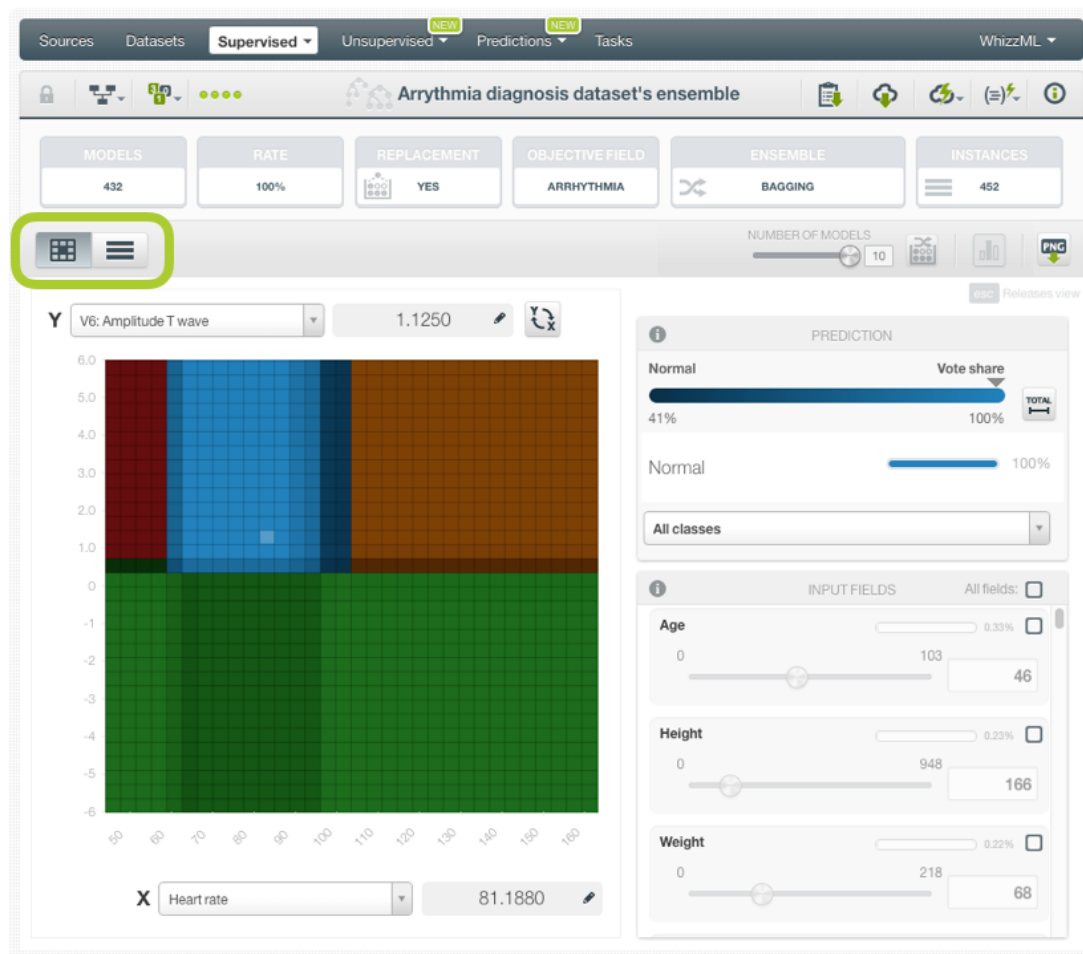 NEW NEW
Sources Datasets Supervised Unsupervised Predictions Tasks WhizzML
Arrythmia diagnosis dataset's ensemble
MODELS RATE REPLACEMENT OBJECTIVE FIELD ENSEMBLE INSTANCES
432 100% YES ARRHYTHMIA BAGGING 452
NUMBER OF MODELS
10 PNG
esc Releases view
Y V6: Amplitude T wave 1.1250 Y X
PREDICTION
6.0
Normal Vote share
5.0
TOTAL
41% 100%
4.0
3.0
Normal 100%
2.0
All classes
1.0
0
INPUT FIELDS All fields:
-1
Age 0.33%
0 103
-2
46
-3
Height 0.23%
-4
0 948
-5
166
-6
50 60 70 80 90 100 110 120 130 140 150 160
Weight 0.22%
0 218
X Heart rate 81.1880
68